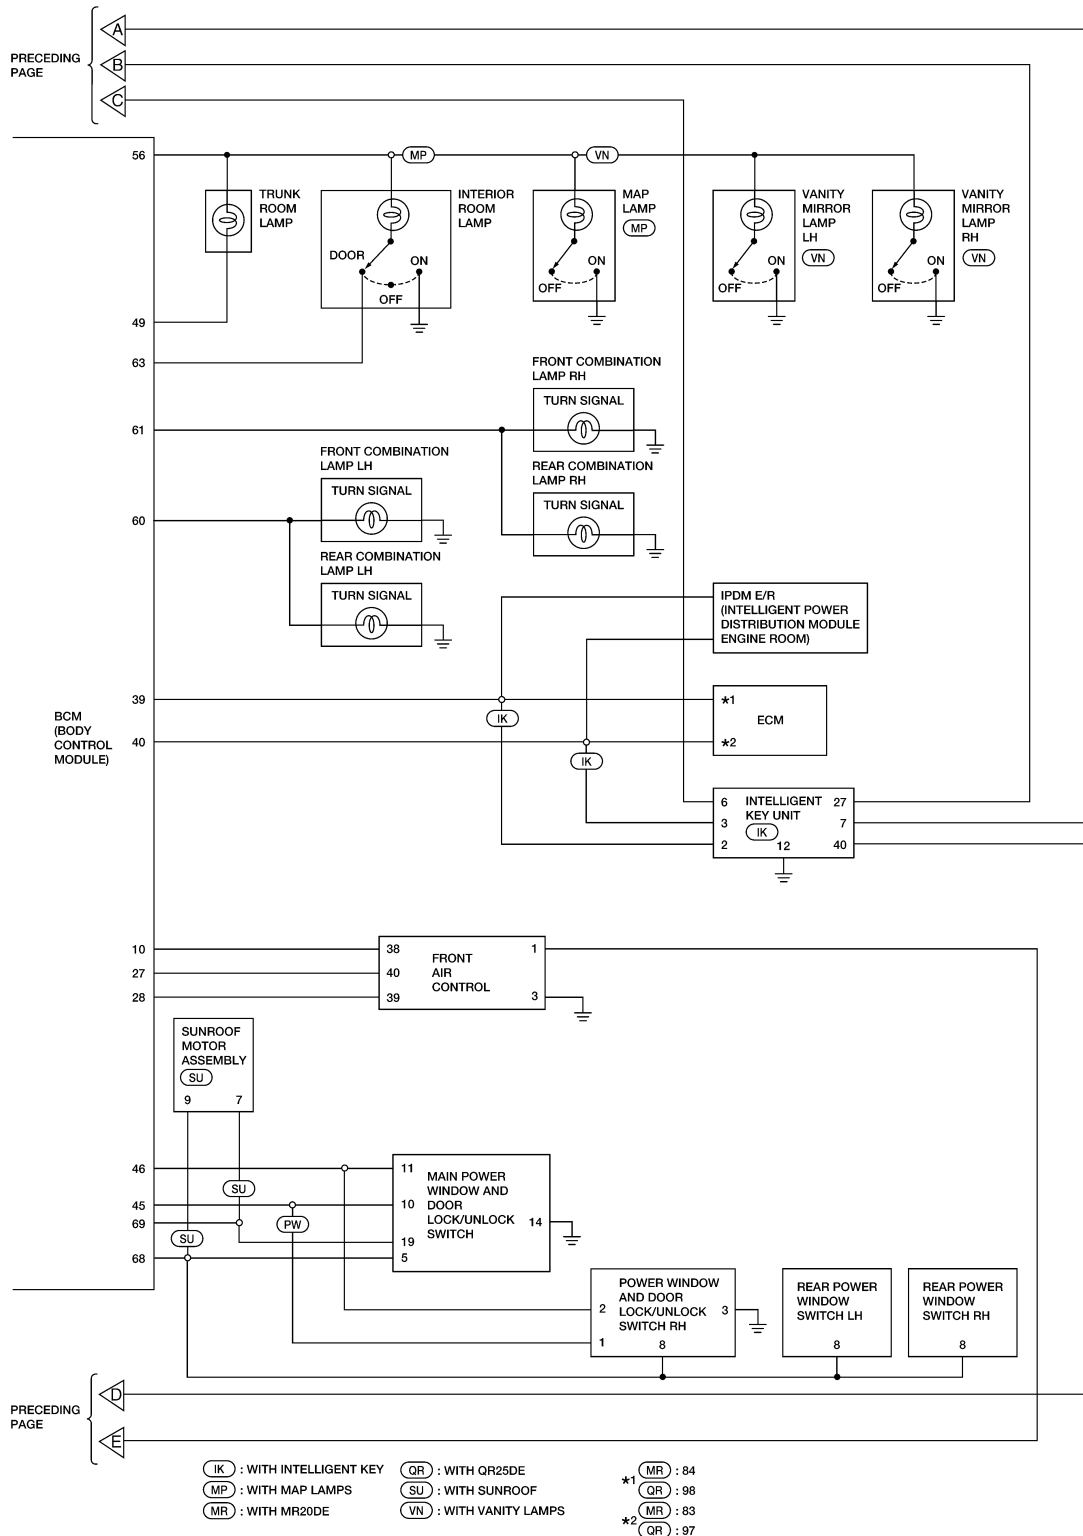 A
PRECEDING
PAGE
B
C
56
MP
VN
TRUNK
ROOM
LAMP
INTERIOR
ROOM
LAMP
DOOR
ON
OFF
MAP
LAMP
MP
ON
OFF
VANITY
MIRROR
LAMP
LH
VN
ON
OFF
VANITY
MIRROR
LAMP
RH
VN
ON
OFF
49
63
FRONT COMBINATION
LAMP RH
TURN SIGNAL
61
FRONT COMBINATION
LAMP LH
TURN SIGNAL
REAR COMBINATION
LAMP RH
TURN SIGNAL
60
REAR COMBINATION
LAMP LH
TURN SIGNAL
IPDM E/R
(INTELLIGENT POWER
DISTRIBUTION MODULE
ENGINE ROOM)
39
*1
IK
ECM
BCM
(BODY
CONTROL
MODULE)
40
*2
IK
6
INTELLIGENT
KEY UNIT
IK
27
3
7
2
12
40
10
38
1
27
40
FRONT
AIR
CONTROL
28
39
3
SUNROOF
MOTOR
ASSEMBLY
SU
9
7
46
11
MAIN POWER
WINDOW AND
DOOR
LOCK/UNLOCK
SWITCH
SU
45
10
69
PW
14
SU
19
68
5
POWER WINDOW
AND DOOR
LOCK/UNLOCK
SWITCH RH
2
3
1
8
REAR POWER
WINDOW
SWITCH LH
8
REAR POWER
WINDOW
SWITCH RH
8
D
PRECEDING
PAGE
E
IK : WITH INTELLIGENT KEY
MP : WITH MAP LAMPS
MR : WITH MR20DE
QR : WITH QR25DE
SU : WITH SUNROOF
VN : WITH VANITY LAMPS
*1
MR : 84
QR : 98
*2
MR : 83
QR : 97